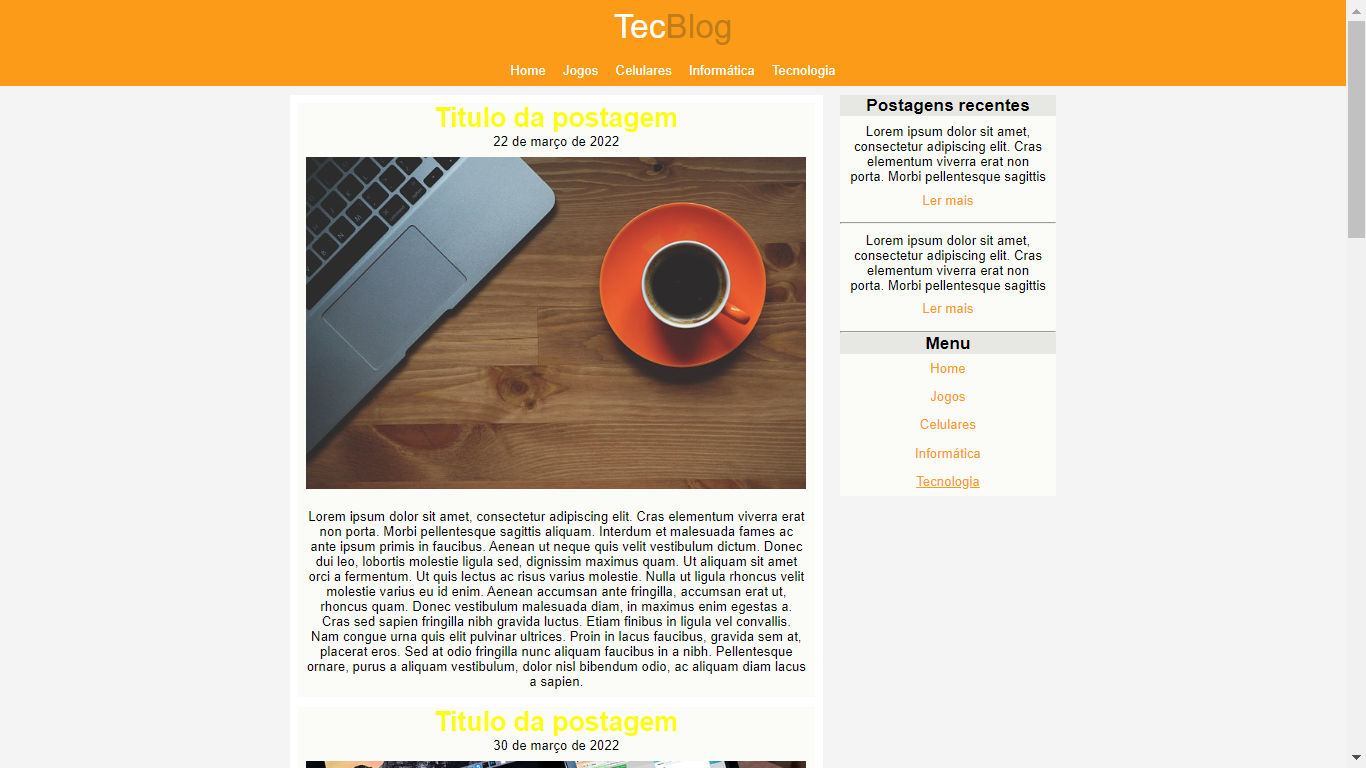 TecBlog
Home Jogos Celulares Informática Tecnologia
Titulo da postagem
22 de março de 2022
Lorem ipsum dolor sit amet, consectetur adipiscing elit. Cras elementum viverra erat
non porta. Morbi pellentesque sagittis aliquam. Interdum et malesuada fames ac
ante ipsum primis in faucibus. Aenean ut neque quis velit vestibulum dictum. Donec
dui leo, lobortis molestie ligula sed, dignissim maximus quam. Ut aliquam sit amet
orci a fermentum. Ut quis lectus ac risus varius molestie. Nulla ut ligula rhoncus velit
molestie varius eu id enim. Aenean accumsan ante fringilla, accumsan erat ut,
rhoncus quam. Donec vestibulum malesuada diam, in maximus enim egestas a.
Cras sed sapien fringilla nibh gravida luctus. Etiam finibus in ligula vel convallis.
Nam congue urna quis elit pulvinar ultrices. Proin in lacus faucibus, gravida sem at,
placerat eros. Sed at odio fringilla nunc aliquam faucibus in a nibh. Pellentesque
ornare, purus a aliquam vestibulum, dolor nisl bibendum odio, ac aliquam diam lacus
a sapien.
Titulo da postagem
30 de março de 2022
Postagens recentes
Lorem ipsum dolor sit amet,
consectetur adipiscing elit. Cras
elementum viverra erat non
porta. Morbi pellentesque sagittis
Ler mais
Lorem ipsum dolor sit amet,
consectetur adipiscing elit. Cras
elementum viverra erat non
porta. Morbi pellentesque sagittis
Ler mais
Menu
Home
Jogos
Celulares
Informática
Tecnologia